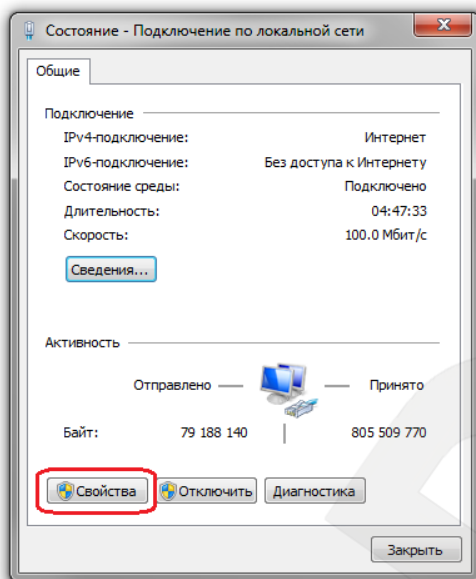 Состояние - Подключение по локальной сети
Общие
Подключение
IPv4-подключение: Интернет
IPv6-подключение: Без доступа к Интернету
Состояние среды: Подключено
Длительность: 04:47:33
Скорость: 100.0 Мбит/с
Сведения...
Активность
Отправлено — — Принято
Байт: 79 188 140 | 805 509 770
Свойства Отключить Диагностика
Закрыть